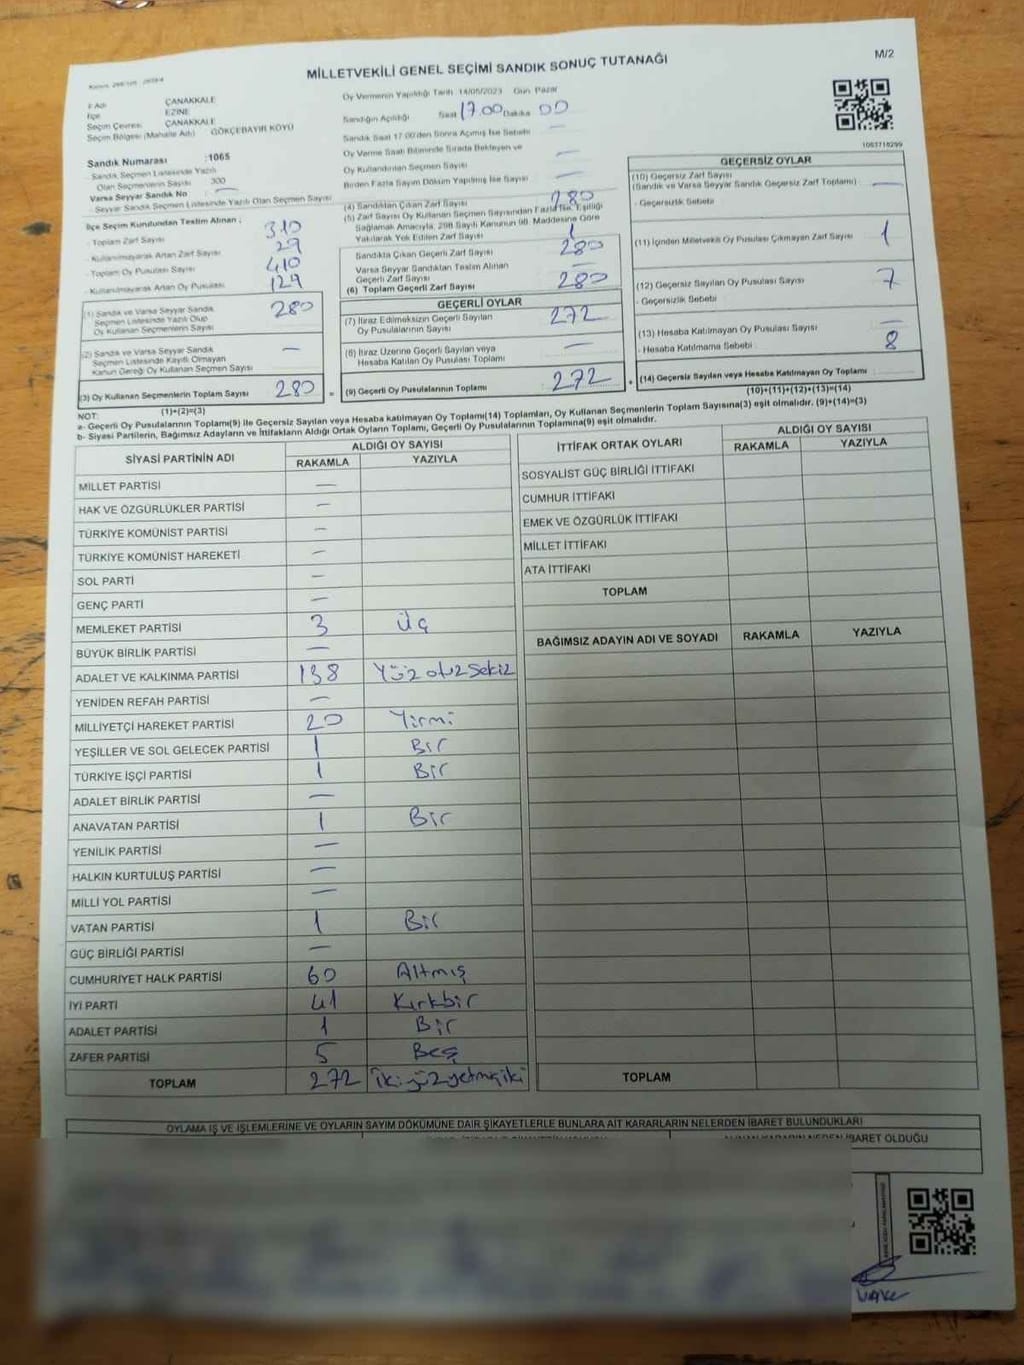 MİLLETVEKİLİ GENEL SEÇİMİ SANDIK SONUÇ TUTANAĞI
M/2
İl Adı ÇANAKKALE
İlçe EZİNE
Seçim Çevresi ÇANAKKALE
Seçim Bölgesi (Mahalle Adı) GÖKÇEBAYIR KÖYÜ
Sandık Numarası :1065
Sandık Seçmen Listesinde Yazılı
Olan Seçmenlerin Sayısı 300
Varsa Seyyar Sandık No —
- Seyyar Sandık Seçmen Listesinde Yazılı Olan Seçmen Sayısı
İlçe Seçim Kurulundan Teslim Alınan ;
- Toplam Zarf Sayısı 310
- Kullanılmayarak Artan Zarf Sayısı 29
- Toplam Oy Pusulası Sayısı 410
- Kullanılmayarak Artan Oy Pusulası 129
(1) Sandık ve Varsa Seyyar Sandık
Seçmen Listesinde Yazılı Olup
Oy Kullanan Seçmenlerin Sayısı 280
(2) Sandık ve Varsa Seyyar Sandık
Seçmen Listesinde Kayıtlı Olmayan
Kanun Gereği Oy Kullanan Seçmen Sayısı —
(3) Oy Kullanan Seçmenlerin Toplam Sayısı 280
(1)+(2)=(3)
Oy Vermenin Yapıldığı Tarih 14/05/2023 Gün Pazar
Sandığın Açıldığı Saat 17.00 Dakika 00
Sandık Saat 17:00'den Sonra Açılmış İse Sebebi —
Oy Verme Saati Bitiminde Sırada Bekleyen ve
Oy Kullandırılan Seçmen Sayısı —
Birden Fazla Sayım Döküm Yapılmış İse Sayısı —
(4) Sandıktan Çıkan Zarf Sayısı 280
(5) Zarf Sayısı Oy Kullanan Seçmen Sayısından Fazla İse, Eşitliği
Sağlamak Amacıyla, 298 Sayılı Kanunun 98. Maddesine Göre
Yakılarak Yok Edilen Zarf Sayısı 1
Sandıkta Çıkan Geçerli Zarf Sayısı 280
Varsa Seyyar Sandıktan Teslim Alınan
Geçerli Zarf Sayısı —
(6) Toplam Geçerli Zarf Sayısı 280
GEÇERLİ OYLAR
(7) İtiraz Edilmeksizin Geçerli Sayılan
Oy Pusulalarının Sayısı 272
(8) İtiraz Üzerine Geçerli Sayılan veya
Hesaba Katılan Oy Pusulası Toplamı —
= (9) Geçerli Oy Pusulalarının Toplamı 272
1063718299
GEÇERSİZ OYLAR
(10) Geçersiz Zarf Sayısı
(Sandık ve Varsa Seyyar Sandık Geçersiz Zarf Toplamı) —
- Geçersizlik Sebebi
(11) İçinden Milletvekili Oy Pusulası Çıkmayan Zarf Sayısı 1
(12) Geçersiz Sayılan Oy Pusulası Sayısı 7
- Geçersizlik Sebebi
(13) Hesaba Katılmayan Oy Pusulası Sayısı —
- Hesaba Katılmama Sebebi
+ (14) Geçersiz Sayılan veya Hesaba Katılmayan Oy Toplamı 8
(10)+(11)+(12)+(13)=(14)
NOT:
a- Geçerli Oy Pusulalarının Toplamı(9) ile Geçersiz Sayılan veya Hesaba katılmayan Oy Toplamı(14) Toplamları, Oy Kullanan Seçmenlerin Toplam Sayısına(3) eşit olmalıdır. (9)+(14)=(3)
b- Siyasi Partilerin, Bağımsız Adayların ve İttifakların Aldığı Ortak Oyların Toplamı, Geçerli Oy Pusulalarının Toplamına(9) eşit olmalıdır.
SİYASİ PARTİNİN ADI ALDIĞI OY SAYISI
RAKAMLA YAZIYLA
MİLLET PARTİSİ —
HAK VE ÖZGÜRLÜKLER PARTİSİ —
TÜRKİYE KOMÜNİST PARTİSİ —
TÜRKİYE KOMÜNİST HAREKETİ —
SOL PARTİ —
GENÇ PARTİ —
MEMLEKET PARTİSİ 3 Üç
BÜYÜK BİRLİK PARTİSİ —
ADALET VE KALKINMA PARTİSİ 138 Yüz otuz Sekiz
YENİDEN REFAH PARTİSİ —
MİLLİYETÇİ HAREKET PARTİSİ 20 Yirmi
YEŞİLLER VE SOL GELECEK PARTİSİ 1 Bir
TÜRKİYE İŞÇİ PARTİSİ 1 Bir
ADALET BİRLİK PARTİSİ —
ANAVATAN PARTİSİ 1 Bir
YENİLİK PARTİSİ —
HALKIN KURTULUŞ PARTİSİ —
MİLLİ YOL PARTİSİ —
VATAN PARTİSİ 1 Bir
GÜÇ BİRLİĞİ PARTİSİ —
CUMHURİYET HALK PARTİSİ 60 Altmış
İYİ PARTİ 41 Kırkbir
ADALET PARTİSİ 1 Bir
ZAFER PARTİSİ 5 Beş
TOPLAM 272 İkiyüzyetmişiki
İTTİFAK ORTAK OYLARI ALDIĞI OY SAYISI
RAKAMLA YAZIYLA
SOSYALİST GÜÇ BİRLİĞİ İTTİFAKI
CUMHUR İTTİFAKI
EMEK VE ÖZGÜRLÜK İTTİFAKI
MİLLET İTTİFAKI
ATA İTTİFAKI
TOPLAM
BAĞIMSIZ ADAYIN ADI VE SOYADI RAKAMLA YAZIYLA
TOPLAM
OYLAMA İŞ VE İŞLEMLERİNE VE OYLARIN SAYIM DÖKÜMÜNE DAİR ŞİKAYETLERLE BUNLARA AİT KARARLARIN NELERDEN İBARET BULUNDUKLARI
İBARET OLDUĞU